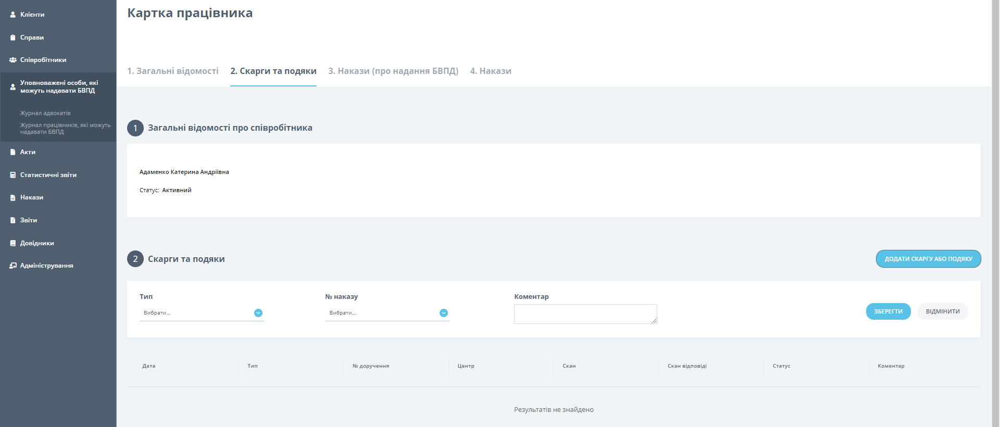 Клієнти
Справи
Співробітники
Уповноважені особи, які
можуть надавати БВПД
Журнал адвокатів
Журнал працівників, які можуть
надавати БВПД
Акти
Статистичні звіти
Накази
Звіти
Довідники
Адміністрування
Картка працівника
1. Загальні відомості 2. Скарги та подяки 3. Накази (про надання БВПД) 4. Накази
1 Загальні відомості про співробітника
Адаменко Катерина Андріївна
Статус: Активний
2 Скарги та подяки ДОДАТИ СКАРГУ АБО ПОДЯКУ
Тип № наказу Коментар
Вибрати... Вибрати... ЗБЕРЕГТИ ВІДМІНИТИ
Дата Тип № доручення Центр Скан Скан відповіді Статус Коментар
Результатів не знайдено